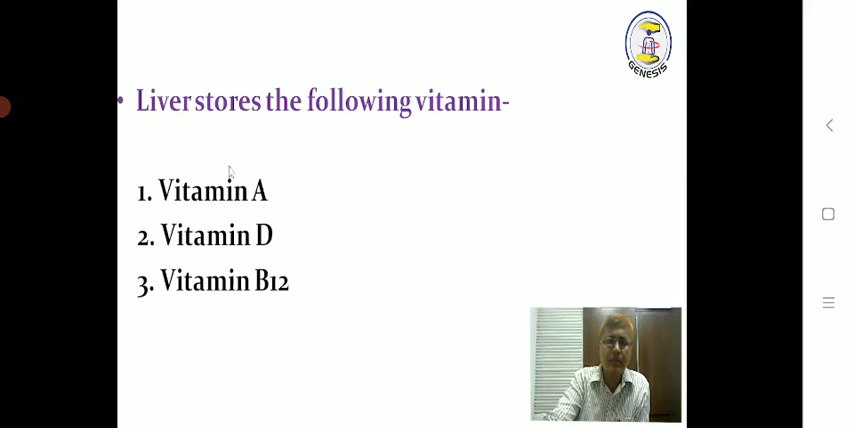 GENESIS
• Liver stores the following vitamin-
1. Vitamin A
2. Vitamin D
3. Vitamin B12